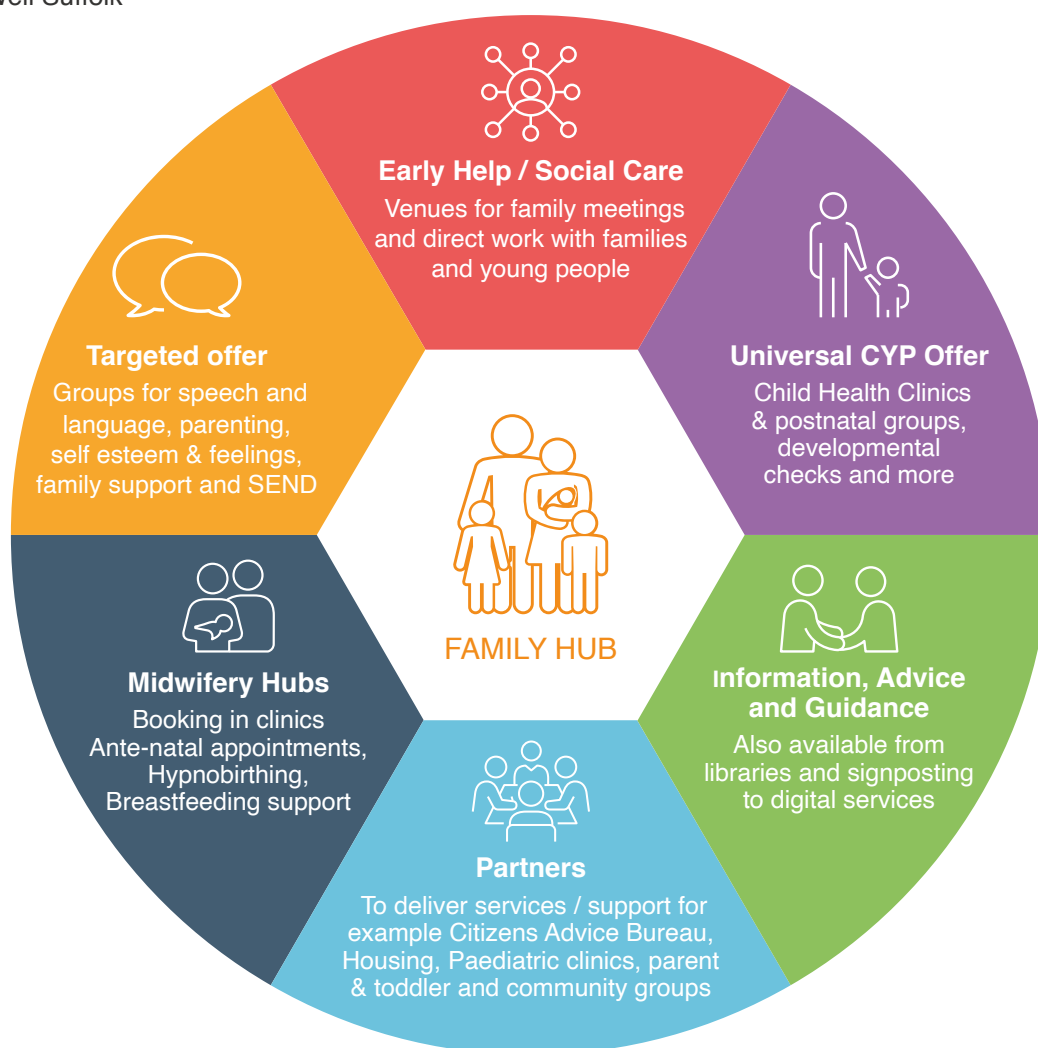 Well Suffolk
Early Help / Social Care
Venues for family meetings
and direct work with families
and young people
Universal CYP Offer
Child Health Clinics
& postnatal groups,
developmental
checks and more
Information, Advice
and Guidance
Also available from
libraries and signposting
to digital services
Partners
To deliver services / support for
example Citizens Advice Bureau,
Housing, Paediatric clinics, parent
& toddler and community groups
Midwifery Hubs
Booking in clinics
Ante-natal appointments,
Hypnobirthing,
Breastfeeding support
Targeted offer
Groups for speech and
language, parenting,
self esteem & feelings,
family support and SEND
FAMILY HUB